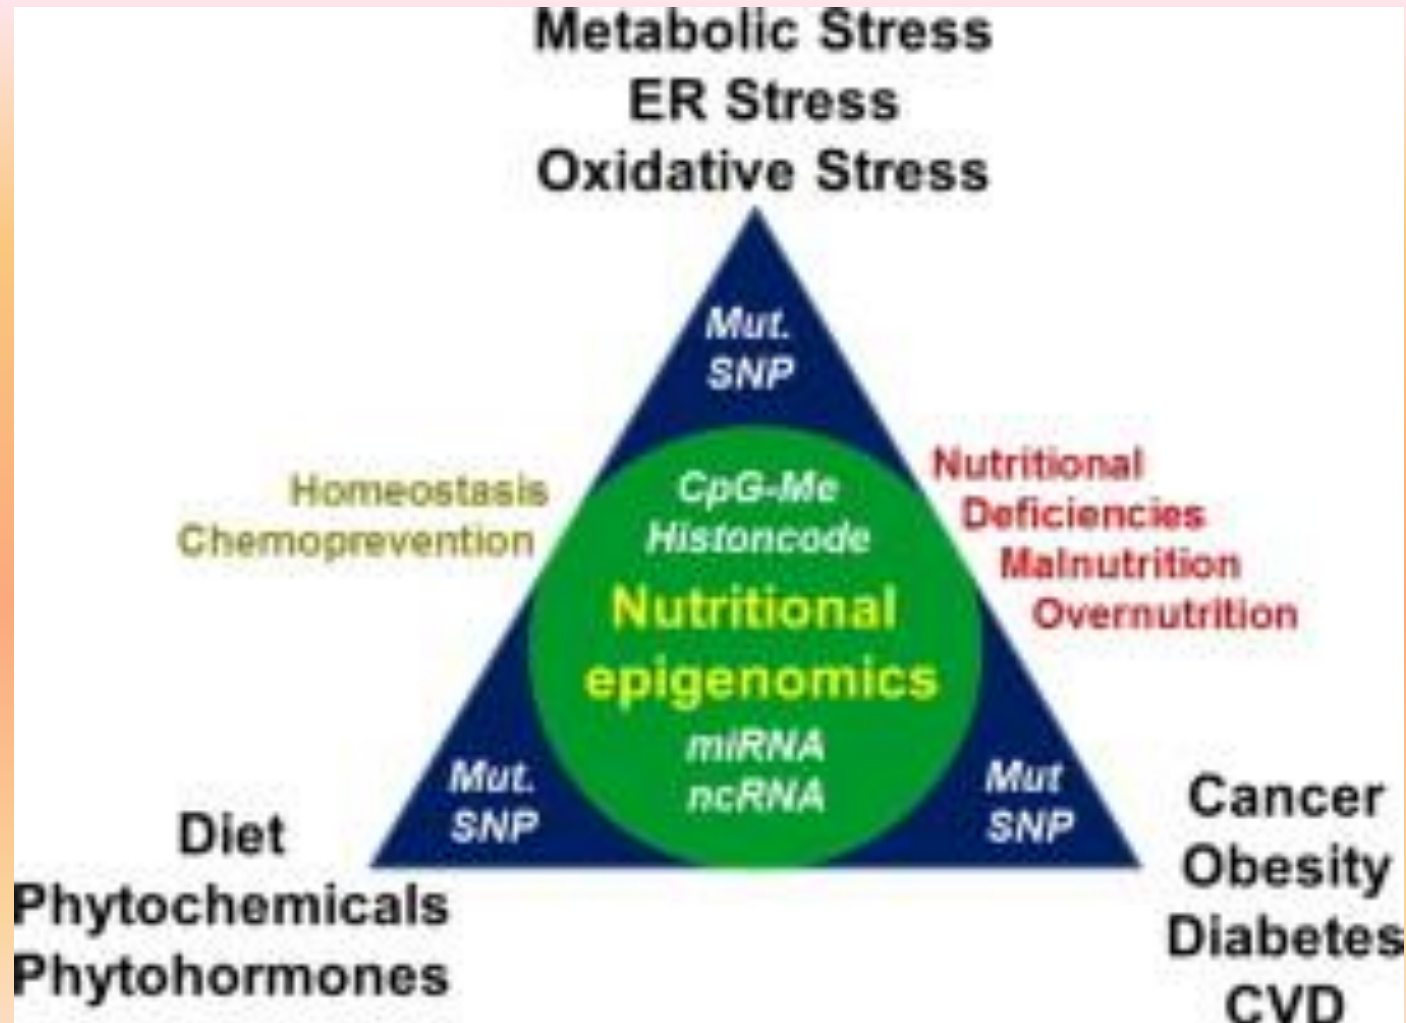 Metabolic Stress
ER Stress
Oxidative Stress
Mut.
SNP
Homeostasis
Chemoprevention
CpG-Me
Histoncode
Nutritional
epigenomics
miRNA
ncRNA
Nutritional
Deficiencies
Malnutrition
Overnutrition
Mut.
SNP
Mut
SNP
Diet
Phytochemicals
Phytohormones
Cancer
Obesity
Diabetes
CVD